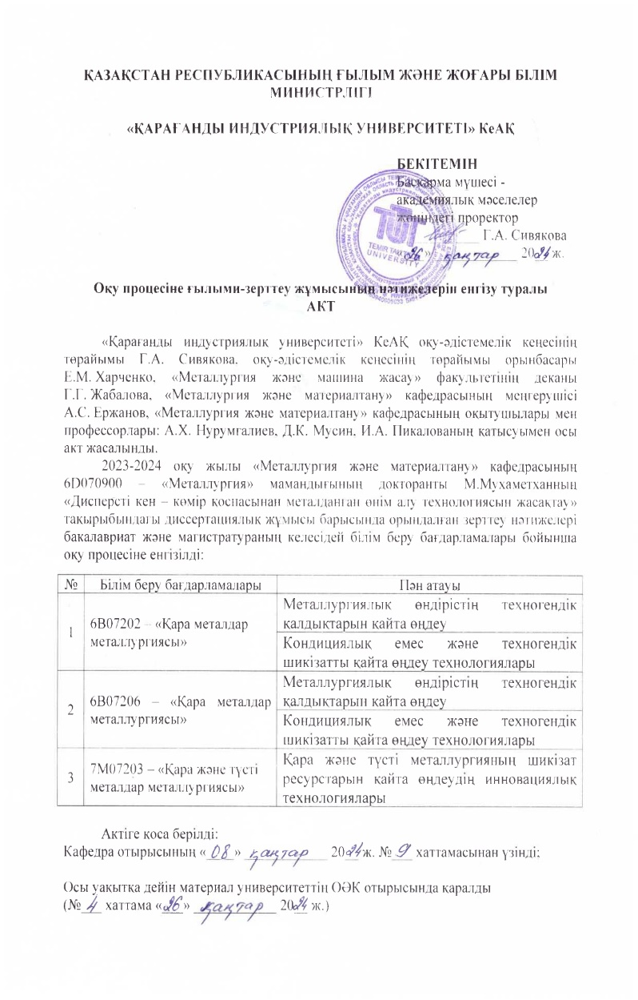 ҚАЗАҚСТАН РЕСПУБЛИКАСЫНЫҢ ҒЫЛЫМ ЖӘНЕ ЖОҒАРЫ БІЛІМ
МИНИСТРЛІГІ
«ҚАРАҒАНДЫ ИНДУСТРИЯЛЫҚ УНИВЕРСИТЕТІ» КеАҚ
БЕКІТЕМІН
Басқарма мүшесі -
академиялық мәселелер
жөніндегі проректор
Г.А. Сивякова
«26» қаңтар 2024 ж.
TEMIRTAU
UNIVERSITY
Оқу процесіне ғылыми-зерттеу жұмысының нәтижелерін енгізу туралы
АКТ
«Қарағанды индустриялық университеті» КеАҚ оқу-әдістемелік кеңесінің
төрайымы Г.А. Сивякова, оқу-әдістемелік кеңесінің төрайымы орынбасары
Е.М. Харченко, «Металлургия және машина жасау» факультетінің деканы
Г.Г. Жабалова, «Металлургия және материалтану» кафедрасының меңгерушісі
А.С. Ержанов, «Металлургия және материалтану» кафедрасының оқытушылары мен
профессорлары: А.Х. Нурумгалиев, Д.К. Мусин, И.А. Пикалованың қатысуымен осы
акт жасалынды.
2023-2024 оқу жылы «Металлургия және материалтану» кафедрасының
6D070900 – «Металлургия» мамандығының докторанты М.Мухаметханның
«Дисперсті кен – көмір қоспасынан металданған өнім алу технологиясын жасақтау»
тақырыбындағы диссертациялық жұмысы барысында орындалған зерттеу нәтижелері
бакалавриат және магистратураның келесідей білім беру бағдарламалары бойынша
оқу процесіне енгізілді:
№ Білім беру бағдарламалары Пән атауы
1 6В07202 – «Қара металдар металлургиясы» Металлургиялық өндірістің техногендік
қалдықтарын қайта өңдеу
Кондициялық емес және техногендік
шикізатты қайта өңдеу технологиялары
2 6В07206 – «Қара металдар металлургиясы» Металлургиялық өндірістің техногендік
қалдықтарын қайта өңдеу
Кондициялық емес және техногендік
шикізатты қайта өңдеу технологиялары
3 7М07203 – «Қара және түсті металдар металлургиясы» Қара және түсті металлургияның шикізат
ресурстарын қайта өңдеудің инновациялық
технологиялары
Актіге қоса берілді:
Кафедра отырысының «08» қаңтар 2024 ж. № 9 хаттамасынан үзінді;
Осы уақытқа дейін материал университеттің ОӘК отырысында қаралды
(№ 4 хаттама «26» қаңтар 2024 ж.)